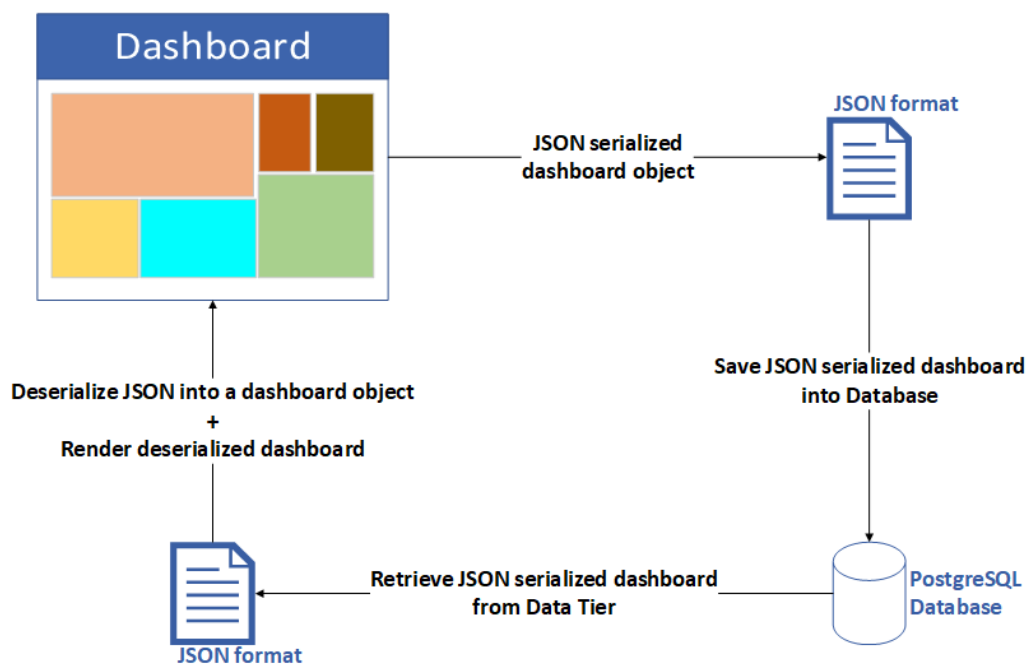 Dashboard
JSON format
JSON serialized
dashboard object
Save JSON serialized dashboard
into Database
Deserialize JSON into a dashboard object
+
Render deserialized dashboard
Retrieve JSON serialized dashboard
from Data Tier
PostgreSQL
Database
JSON format